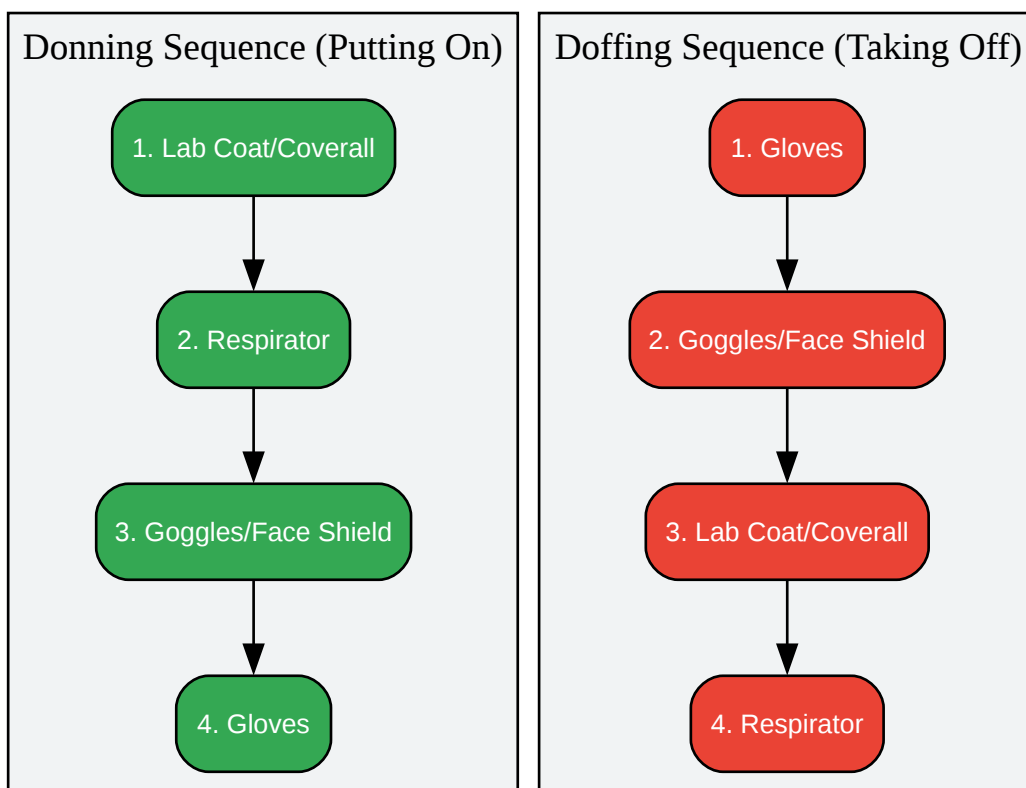 Donning Sequence (Putting On)
1. Lab Coat/Coverall
2. Respirator
3. Goggles/Face Shield
4. Gloves
Doffing Sequence (Taking Off)
1. Gloves
2. Goggles/Face Shield
3. Lab Coat/Coverall
4. Respirator